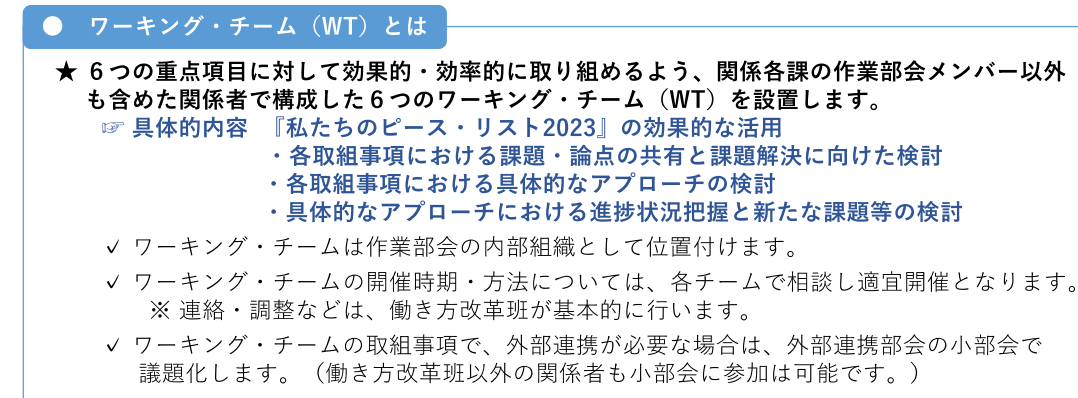 ● ワーキング・チーム（WT）とは
★ ６つの重点項目に対して効果的・効率的に取り組めるよう、関係各課の作業部会メンバー以外
も含めた関係者で構成した６つのワーキング・チーム（WT）を設置します。
☞ 具体的内容 『私たちのピース・リスト2023』の効果的な活用
・各取組事項における課題・論点の共有と課題解決に向けた検討
・各取組事項における具体的なアプローチの検討
・具体的なアプローチにおける進捗状況把握と新たな課題等の検討
✓ ワーキング・チームは作業部会の内部組織として位置付けます。
✓ ワーキング・チームの開催時期・方法については、各チームで相談し適宜開催となります。
※ 連絡・調整などは、働き方改革班が基本的に行います。
✓ ワーキング・チームの取組事項で、外部連携が必要な場合は、外部連携部会の小部会で
議題化します。（働き方改革班以外の関係者も小部会に参加は可能です。）